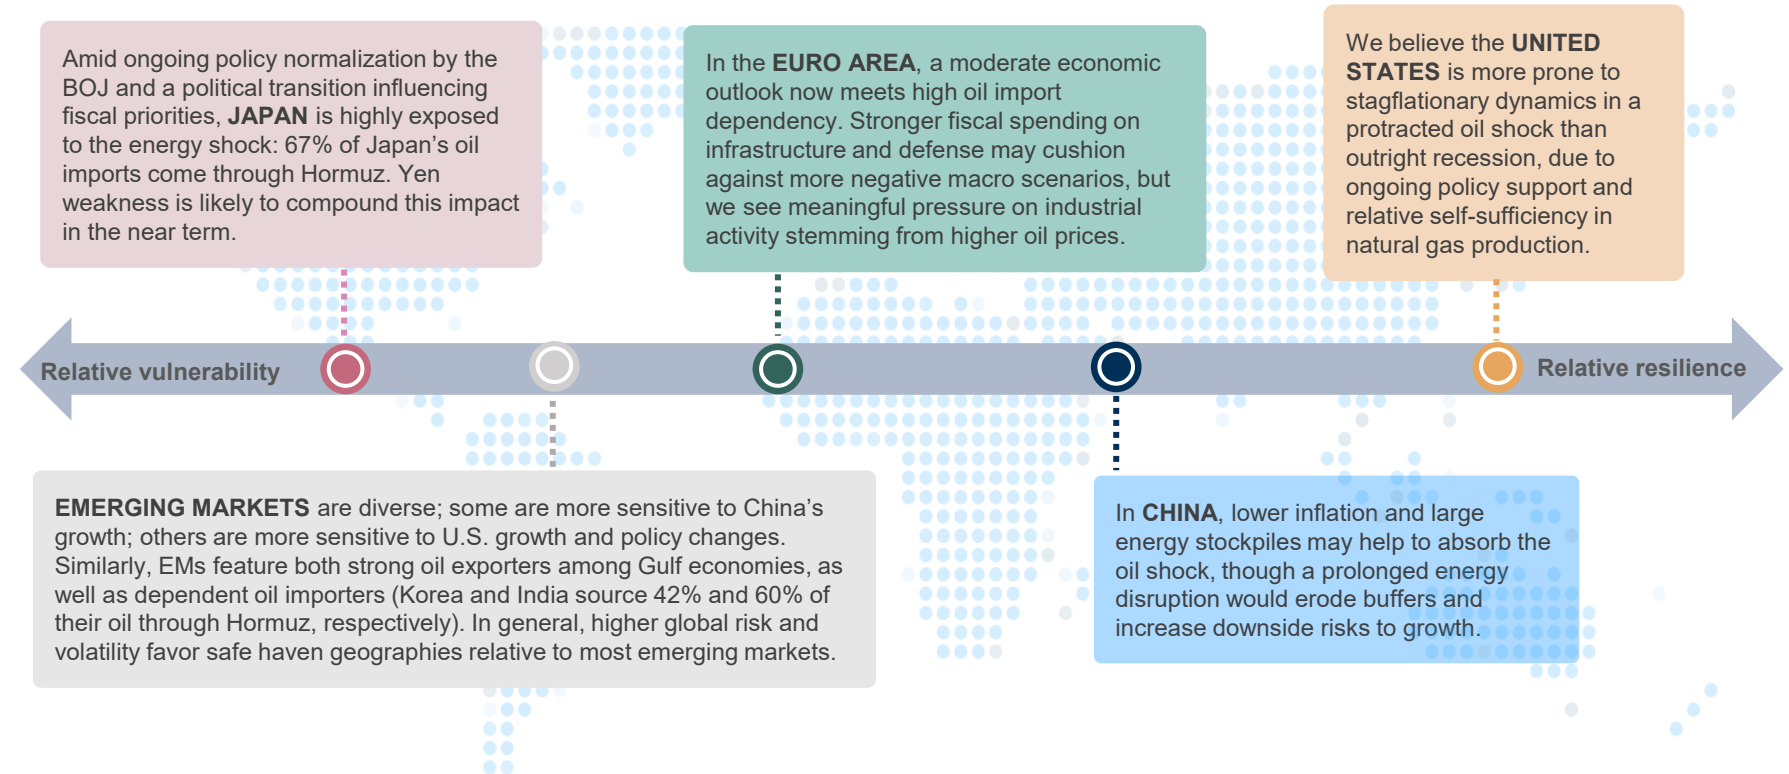 Amid ongoing policy normalization by the
BOJ and a political transition influencing
fiscal priorities, JAPAN is highly exposed
to the energy shock: 67% of Japan's oil
imports come through Hormuz. Yen
weakness is likely to compound this impact
in the near term.
In the EURO AREA, a moderate economic
outlook now meets high oil import
dependency. Stronger fiscal spending on
infrastructure and defense may cushion
against more negative macro scenarios, but
we see meaningful pressure on industrial
activity stemming from higher oil prices.
We believe the UNITED
STATES is more prone to
stagflationary dynamics in a
protracted oil shock than
outright recession, due to
ongoing policy support and
relative self-sufficiency in
natural gas production.
Relative vulnerability
Relative resilience
EMERGING MARKETS are diverse; some are more sensitive to China's
growth; others are more sensitive to U.S. growth and policy changes.
Similarly, EMs feature both strong oil exporters among Gulf economies, as
well as dependent oil importers (Korea and India source 42% and 60% of
their oil through Hormuz, respectively). In general, higher global risk and
volatility favor safe haven geographies relative to most emerging markets.
In CHINA, lower inflation and large
energy stockpiles may help to absorb the
oil shock, though a prolonged energy
disruption would erode buffers and
increase downside risks to growth.